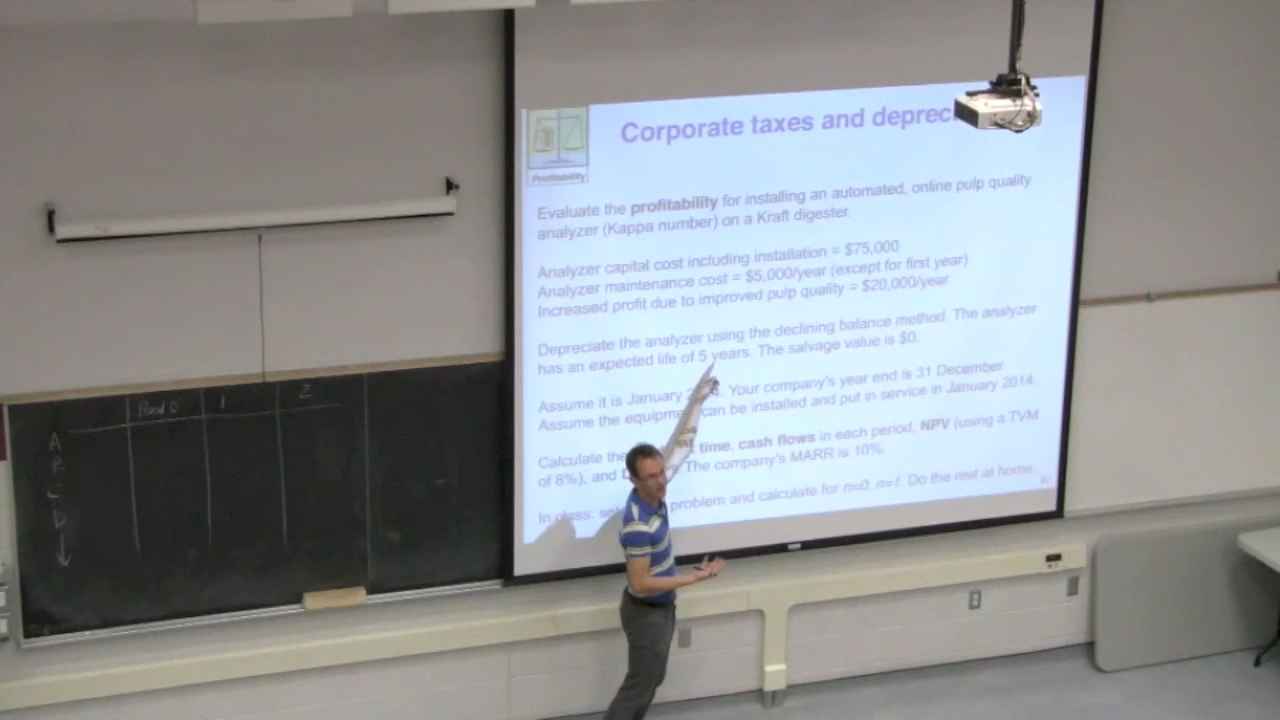 Corporate taxes and deprec
Profitability
Evaluate the profitability for installing an automated, online pulp quality
analyzer (Kappa number) on a Kraft digester.
Analyzer capital cost including installation = $75,000
Analyzer maintenance cost = $5,000/year (except for first year)
Increased profit due to improved pulp quality = $20,000/year
Depreciate the analyzer using the declining balance method. The analyzer
has an expected life of 5 years. The salvage value is $0.
Assume it is January Your company's year end is 31 December
Assume the equipme can be installed and put in service in January 2014.
Calculate the time, cash flows in each period, NPV (using a TVM
of 8%), and The company's MARR is 10%.
In class: problem and calculate for n=0, n=1. Do the rest at home.
Period 0 1 2
A